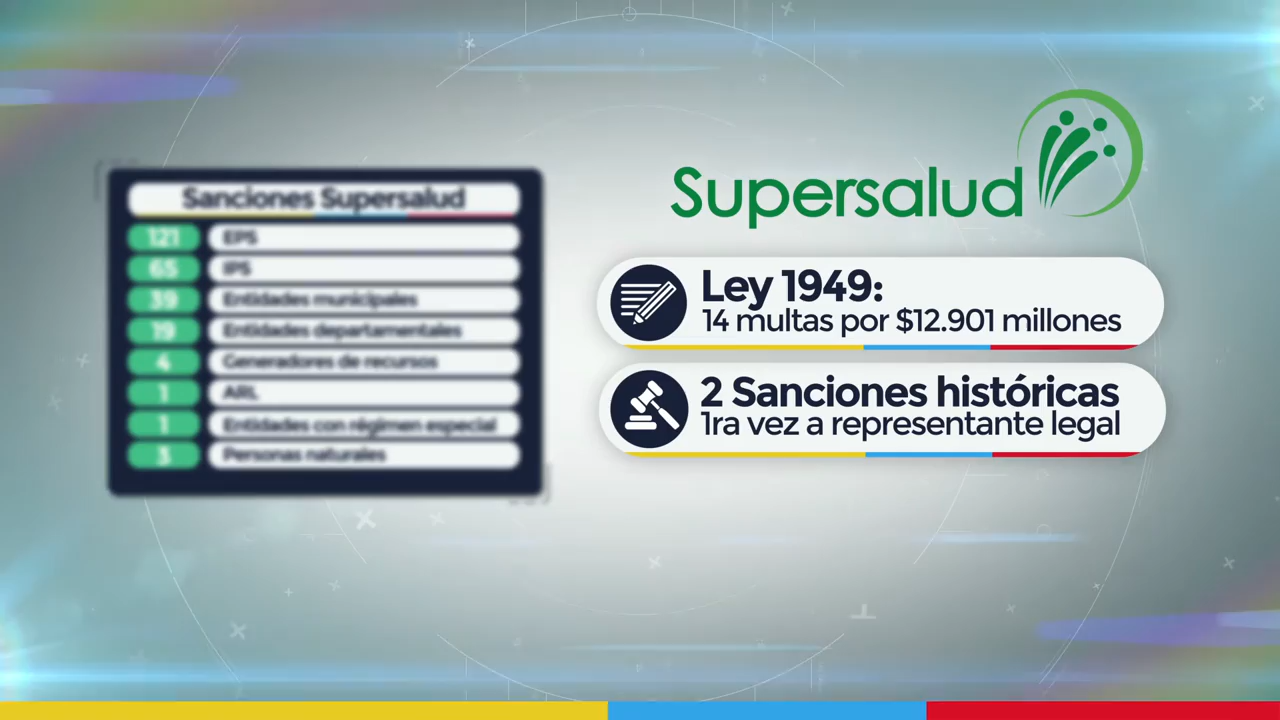 Sanciones Supersalud
121 EPS
65 IPS
39 Entidades municipales
19 Entidades departamentales
4 Generadores de recursos
1 ARL
1 Entidades con régimen especial
3 Personas naturales
Supersalud
Ley 1949:
14 multas por $12.901 millones
2 Sanciones históricas
1ra vez a representante legal